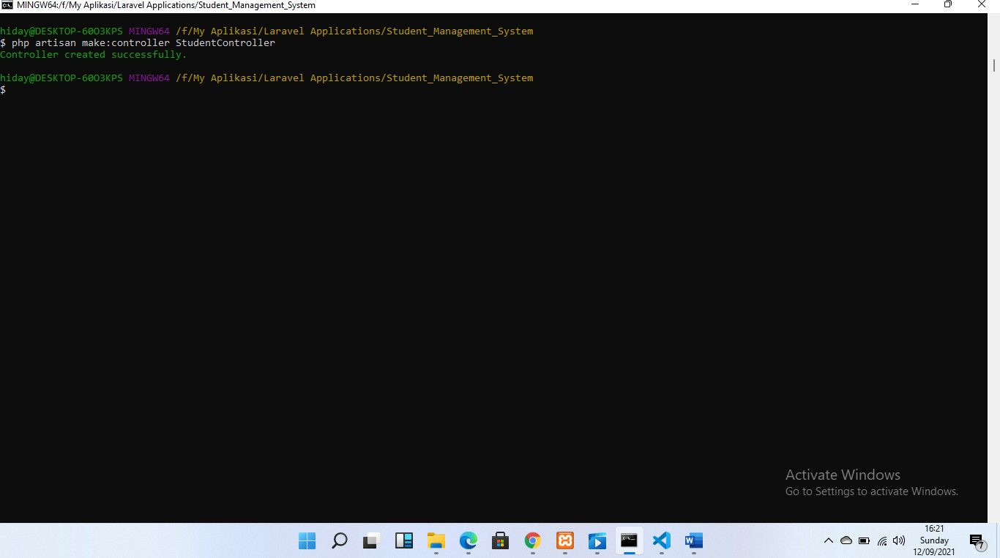 MINGW64:/f/My Aplikasi/Laravel Applications/Student_Management_System
hiday@DESKTOP-60O3KPS MINGW64 /f/My Aplikasi/Laravel Applications/Student_Management_System
$ php artisan make:controller StudentController
Controller created successfully.
hiday@DESKTOP-60O3KPS MINGW64 /f/My Aplikasi/Laravel Applications/Student_Management_System
$
Activate Windows
Go to Settings to activate Windows.
16:21
Sunday
12/09/2021
7